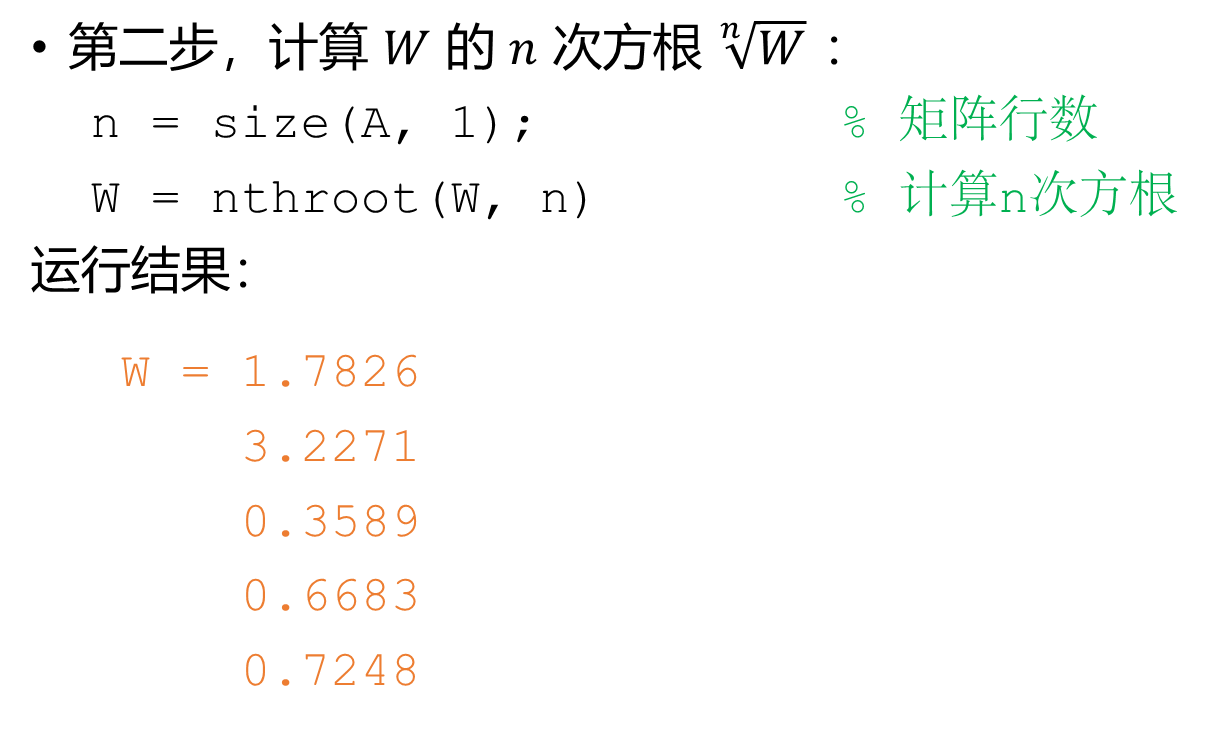 • 第二步，计算 W 的 n 次方根 ⁿ√W ：
n = size(A, 1); % 矩阵行数
W = nthroot(W, n) % 计算n次方根
运行结果：
W = 1.7826
3.2271
0.3589
0.6683
0.7248